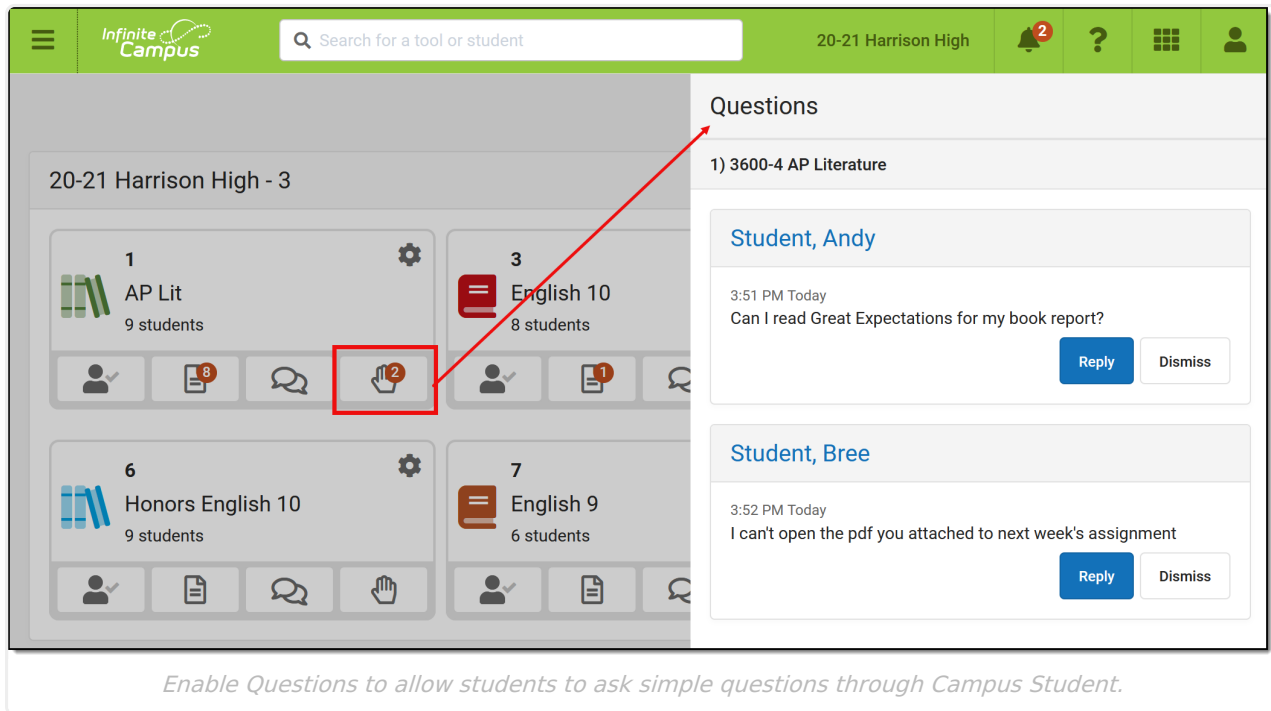 Infinite Campus
Search for a tool or student
20-21 Harrison High
2
?
Questions
1) 3600-4 AP Literature
20-21 Harrison High - 3
1
AP Lit
9 students
8
2
3
English 10
8 students
1
6
Honors English 10
9 students
7
English 9
6 students
Student, Andy
3:51 PM Today
Can I read Great Expectations for my book report?
Reply
Dismiss
Student, Bree
3:52 PM Today
I can't open the pdf you attached to next week's assignment
Reply
Dismiss
Enable Questions to allow students to ask simple questions through Campus Student.